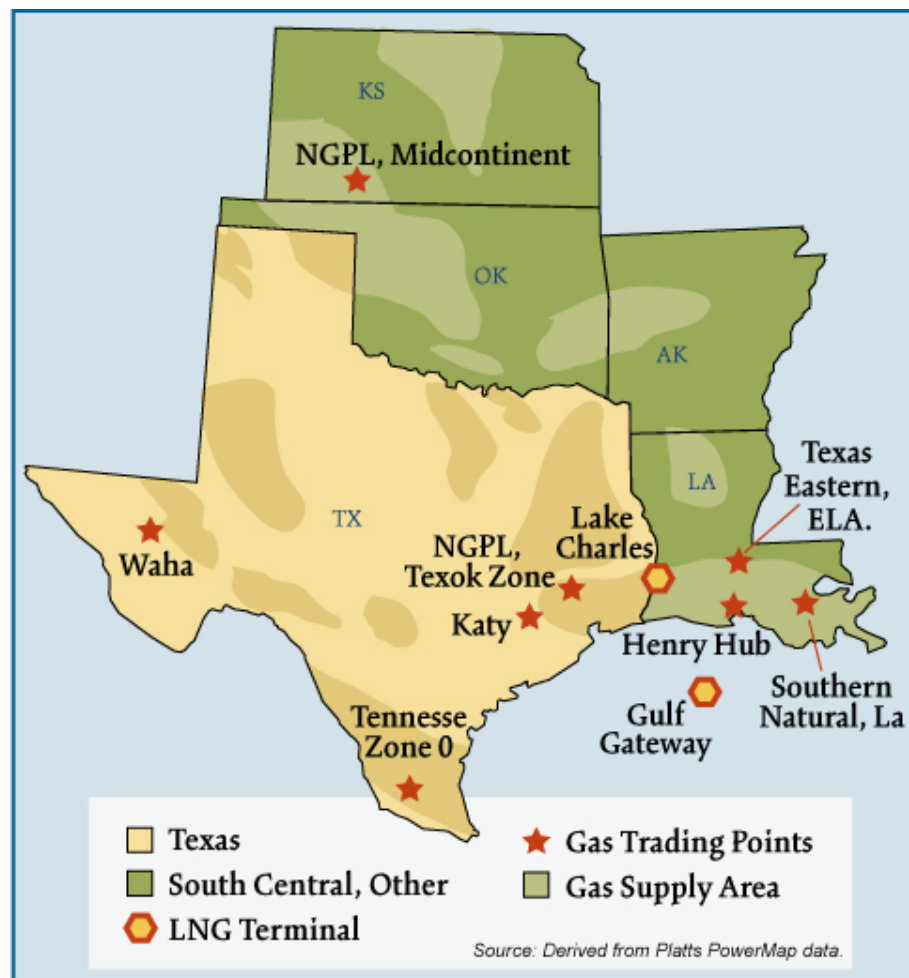 KS
NGPL, Midcontinent
OK
AK
TX
LA
Texas
Eastern,
ELA.
Waha
Lake
Charles
NGPL,
Texok Zone
Katy
Henry Hub
Southern
Natural, La
Gulf
Gateway
Tennesse
Zone 0
Texas
South Central, Other
LNG Terminal
Gas Trading Points
Gas Supply Area
Source: Derived from Platts PowerMap data.